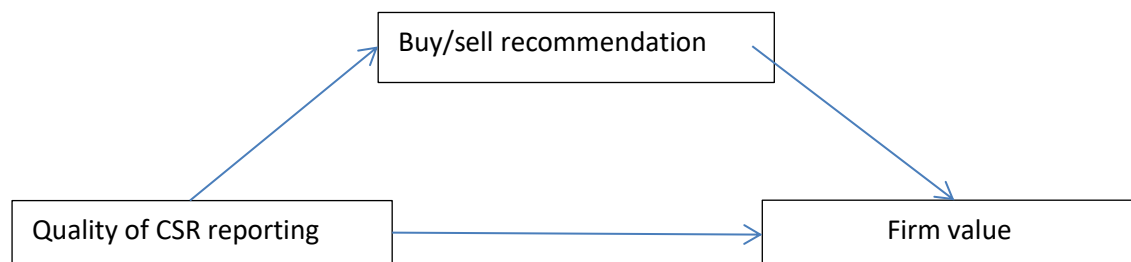 Buy/sell recommendation
Quality of CSR reporting
Firm value